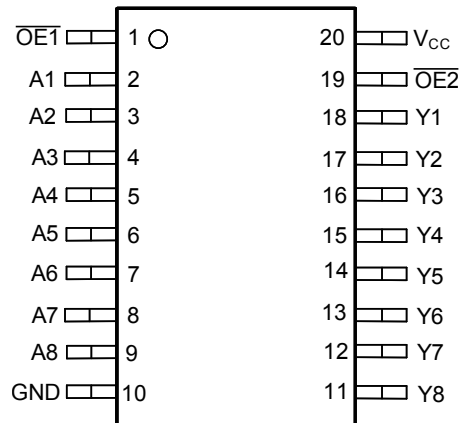 OE1 1 20 VCC
A1 2 19 OE2
A2 3 18 Y1
A3 4 17 Y2
A4 5 16 Y3
A5 6 15 Y4
A6 7 14 Y5
A7 8 13 Y6
A8 9 12 Y7
GND 10 11 Y8